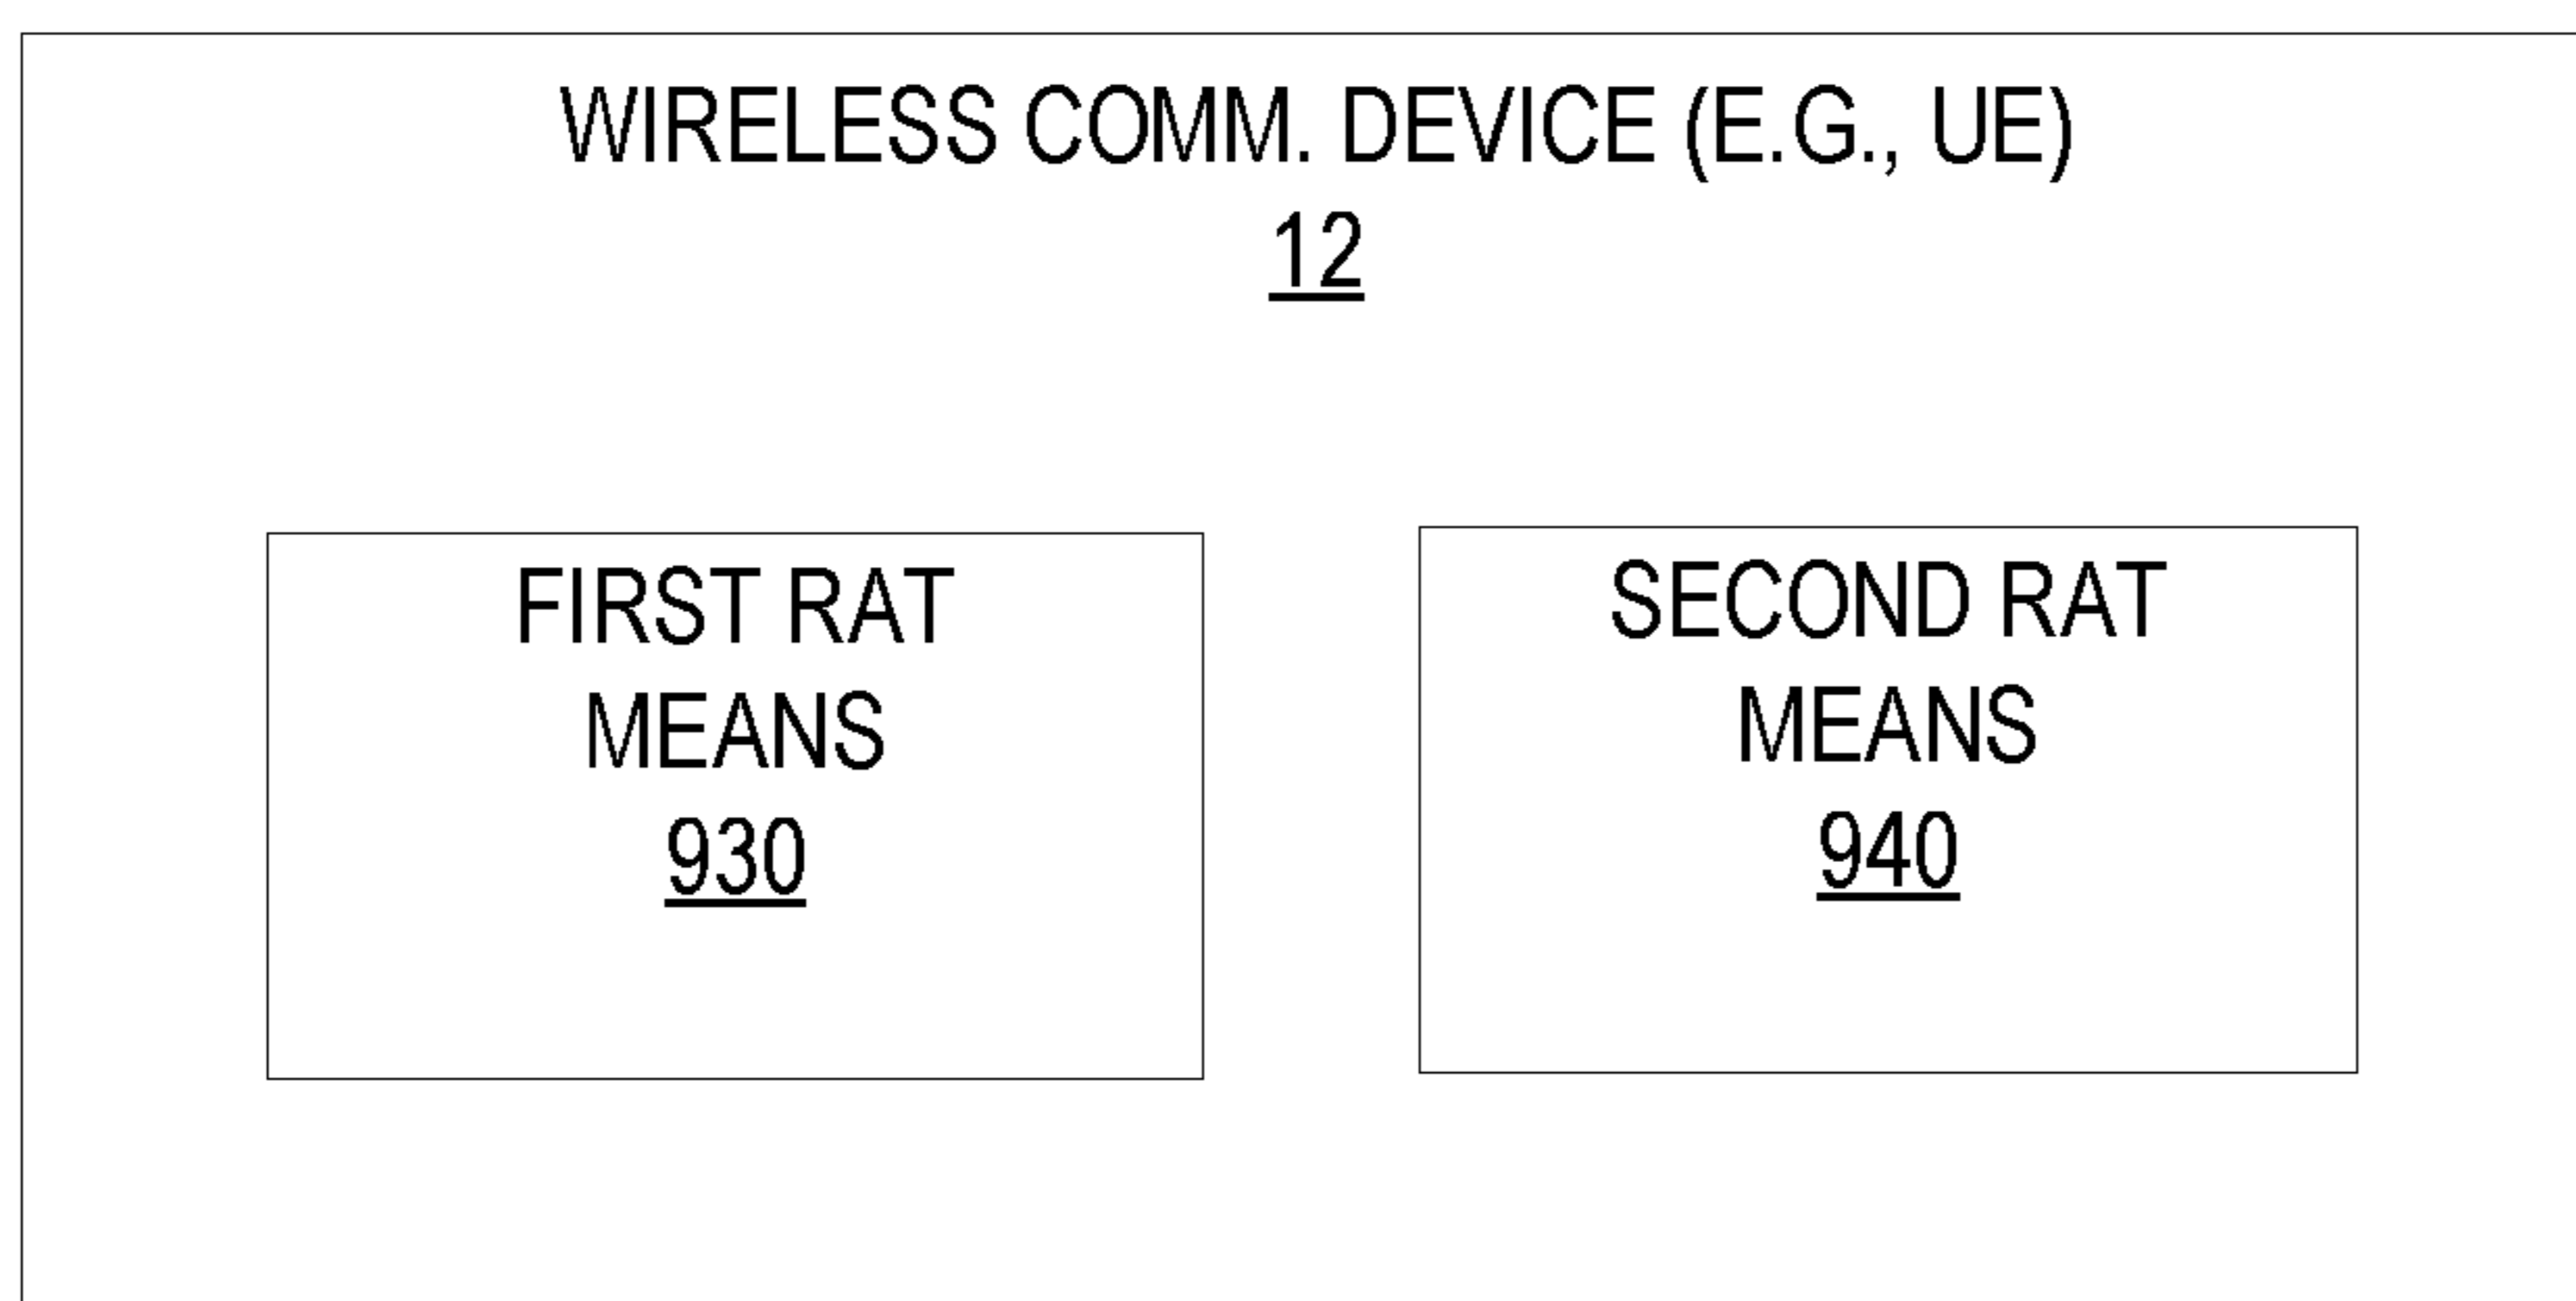 WIRELESS COMM. DEVICE (E.G., UE)
12
FIRST RAT
MEANS
930
SECOND RAT
MEANS
940